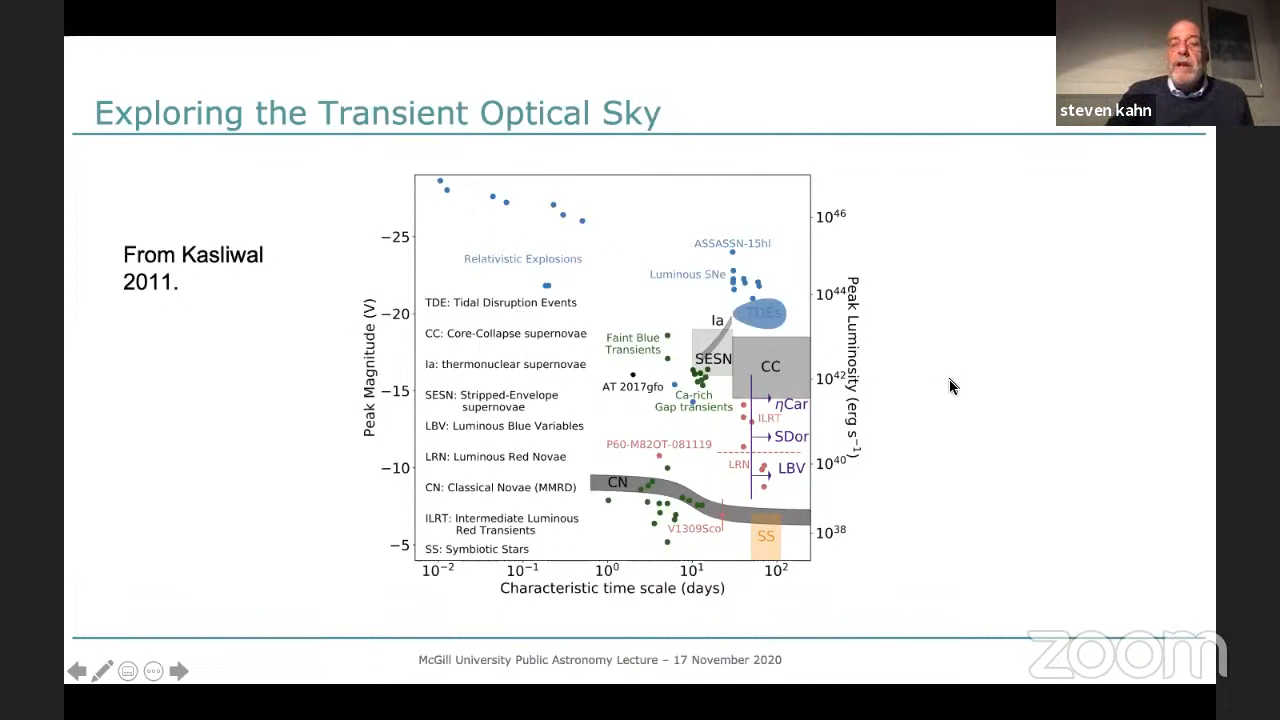 steven kahn
Exploring the Transient Optical Sky
From Kasliwal
2011.
Peak Magnitude (V)
−25
−20
−15
−10
−5
10⁴⁶
10⁴⁴
10⁴²
10⁴⁰
10³⁸
Peak Luminosity (erg s⁻¹)
ASSASSN-15hl
Relativistic Explosions
Luminous SNe
TDEs
TDE: Tidal Disruption Events
Ia
CC: Core-Collapse supernovae
Faint Blue
Transients
SESN
CC
Ia: thermonuclear supernovae
AT 2017gfo
Ca-rich
Gap transients
SESN: Stripped-Envelope
supernovae
ηCar
ILRT
LBV: Luminous Blue Variables
SDor
P60-M82OT-081119
LRN: Luminous Red Novae
LRN
LBV
CN
CN: Classical Novae (MMRD)
ILRT: Intermediate Luminous
Red Transients
V1309Sco
SS
SS: Symbiotic Stars
10⁻²
10⁻¹
10⁰
10¹
10²
Characteristic time scale (days)
McGill University Public Astronomy Lecture – 17 November 2020
zoom